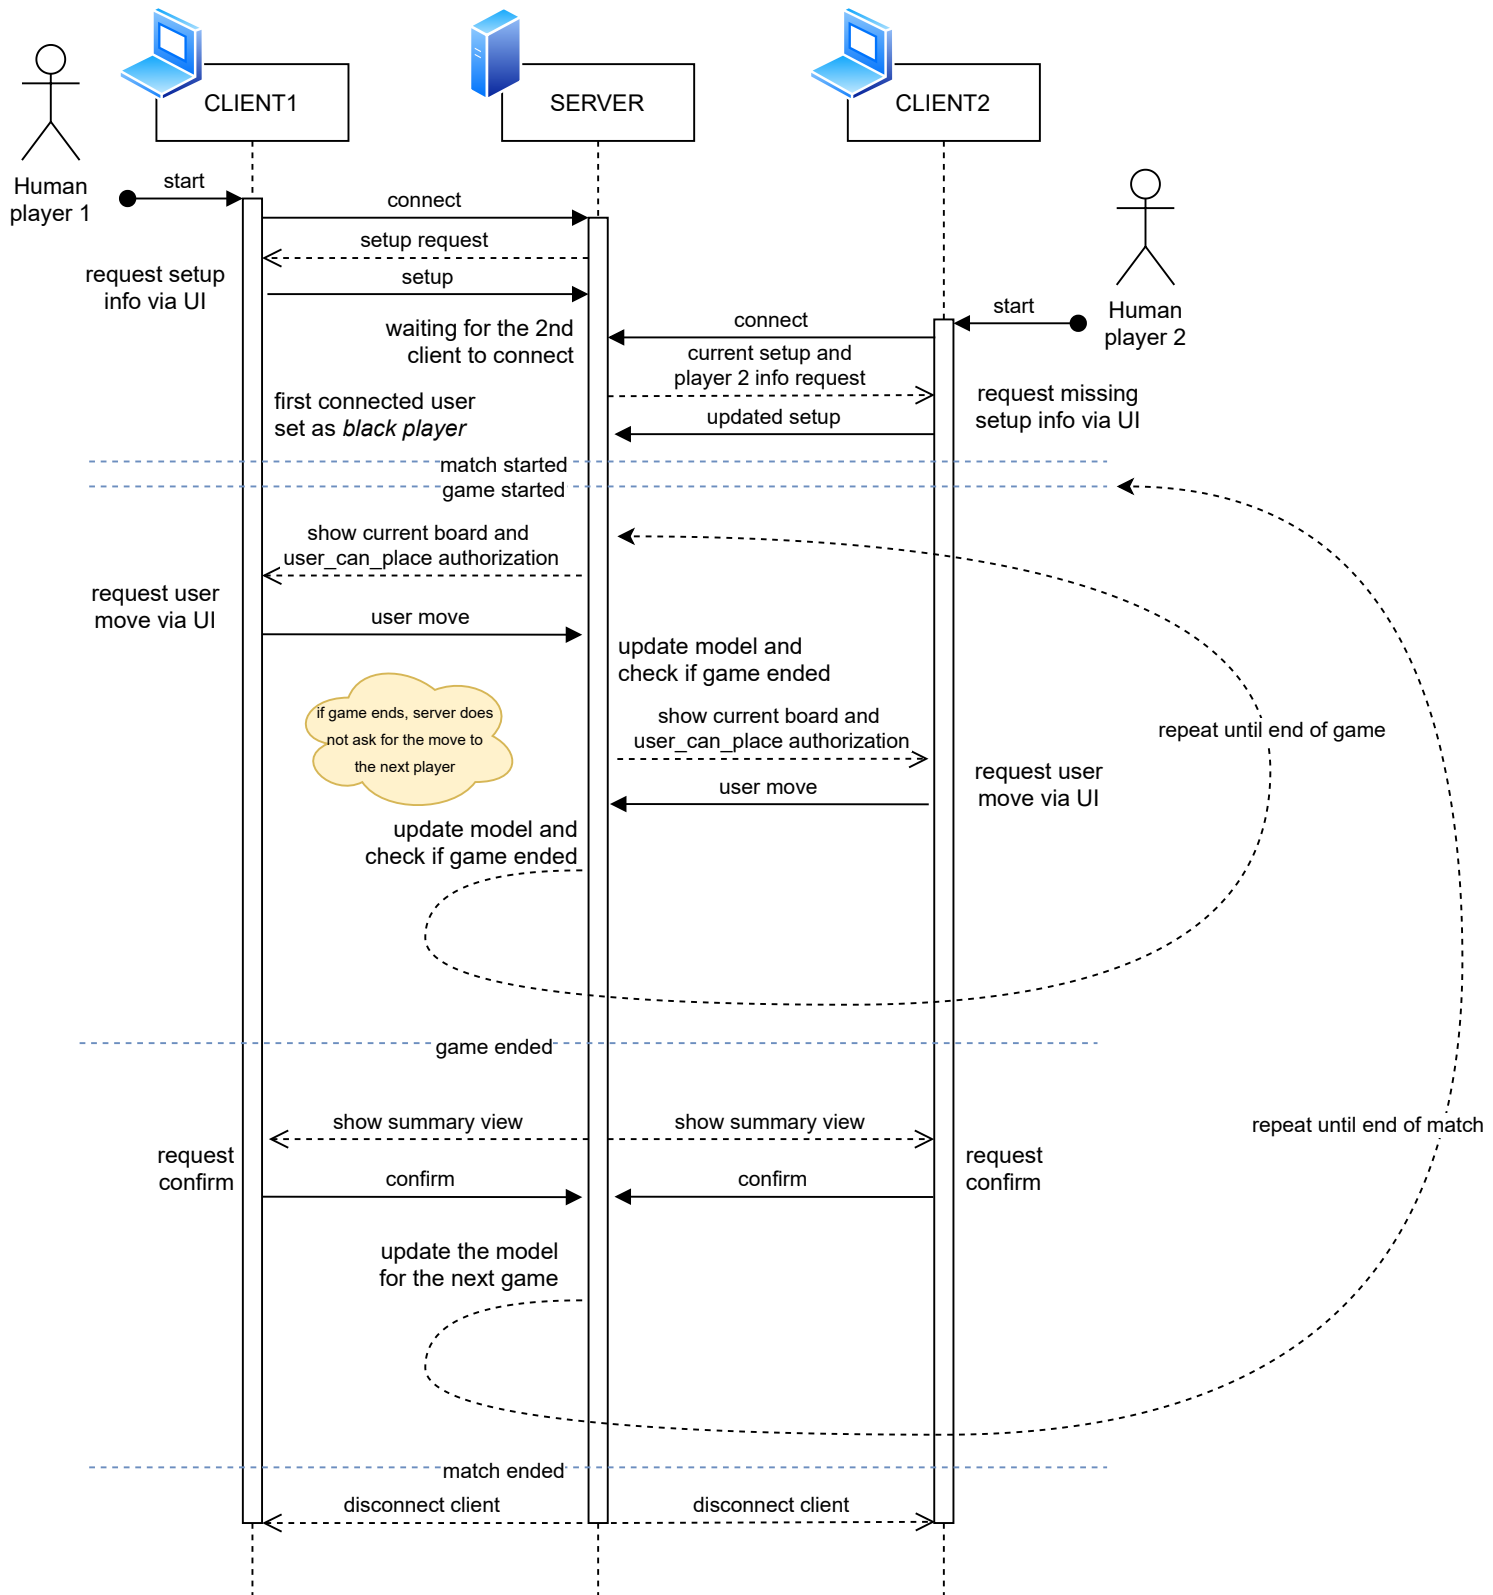 CLIENT1
SERVER
CLIENT2
Human
player 1
start
connect
setup request
request setup
info via UI
setup
Human
player 2
start
connect
waiting for the 2nd
client to connect
current setup and
player 2 info request
request missing
setup info via UI
first connected user
set as black player
updated setup
match started
game started
show current board and
user_can_place authorization
request user
move via UI
user move
update model and
check if game ended
if game ends, server does
not ask for the move to
the next player
show current board and
user_can_place authorization
repeat until end of game
request user
move via UI
user move
update model and
check if game ended
game ended
show summary view
show summary view
repeat until end of match
request
confirm
request
confirm
confirm
confirm
update the model
for the next game
match ended
disconnect client
disconnect client